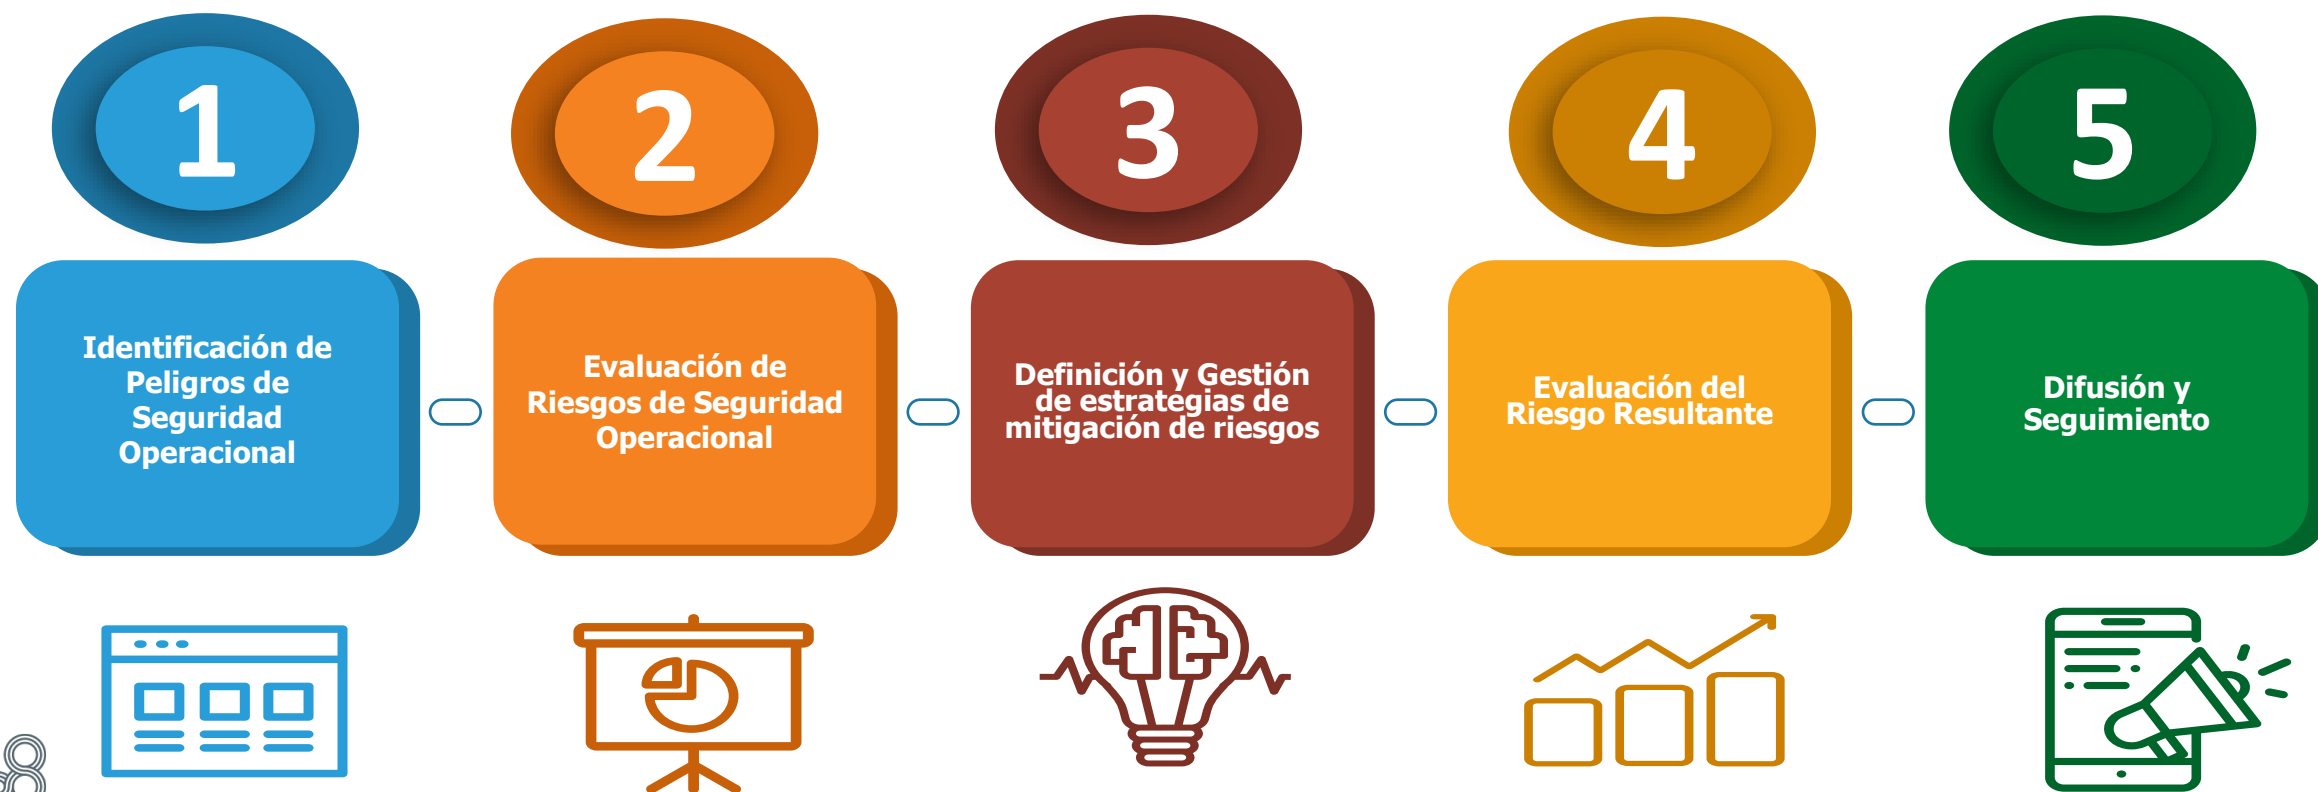 1
2
3
4
5
Identificación de
Peligros de
Seguridad
Operacional
Evaluación de
Riesgos de Seguridad
Operacional
Definición y Gestión
de estrategias de
mitigación de riesgos
Evaluación del
Riesgo Resultante
Difusión y
Seguimiento